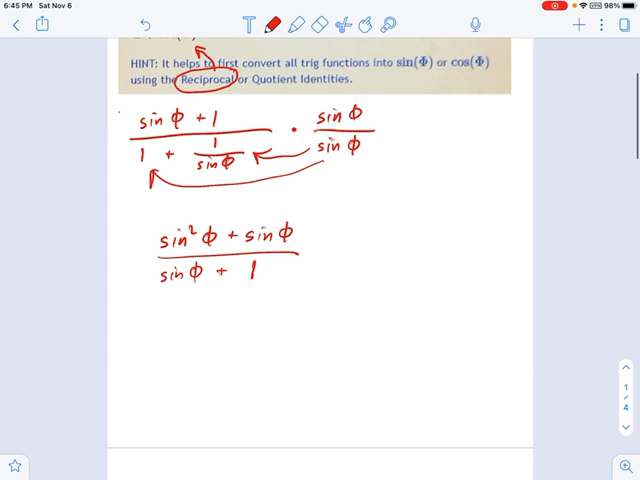 6:45 PM Sat Nov 6
98%
T
HINT: It helps to first convert all trig functions into sin(Φ) or cos(Φ)
using the Reciprocal or Quotient Identities.
sin Φ + 1
1 + 1/sin Φ
· sin Φ/sin Φ
sin² Φ + sin Φ
sin Φ + 1
1
/
4